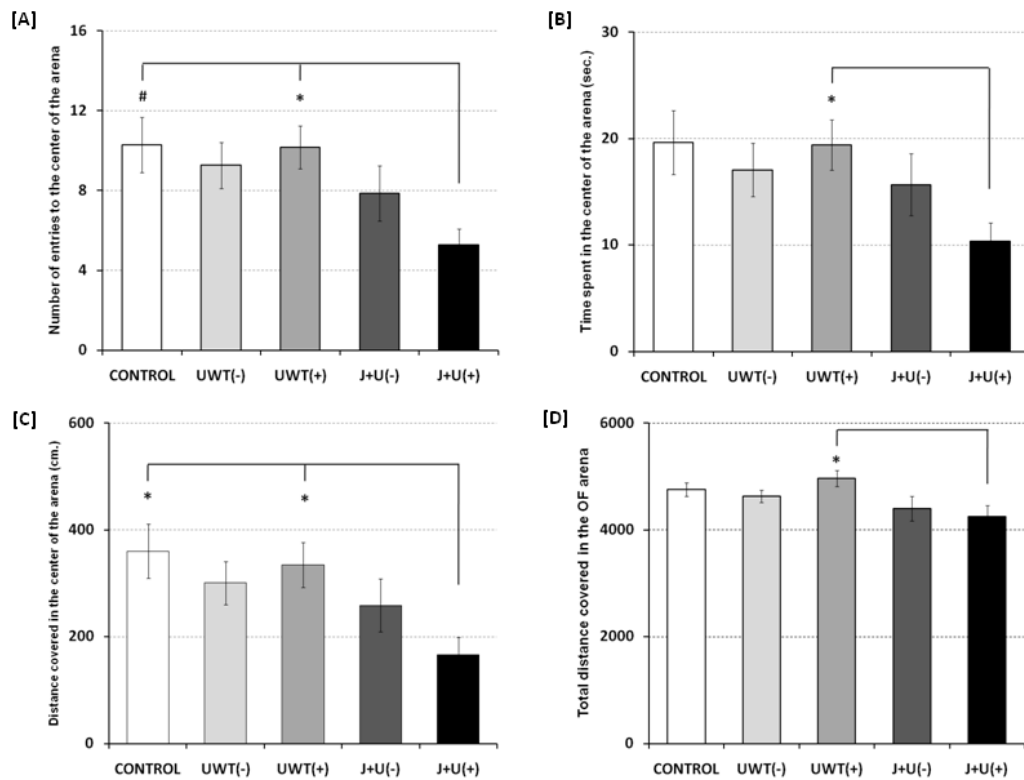 [A]
Number of entries to the center of the arena
16
12
8
4
0
#
*
CONTROL UWT(-) UWT(+) J+U(-) J+U(+)
[B]
Time spent in the center of the arena (sec.)
30
20
10
0
*
CONTROL UWT(-) UWT(+) J+U(-) J+U(+)
[C]
Distance covered in the center of the arena (cm.)
600
400
200
0
*
*
CONTROL UWT(-) UWT(+) J+U(-) J+U(+)
[D]
Total distance covered in the OF arena
6000
4000
2000
0
*
CONTROL UWT(-) UWT(+) J+U(-) J+U(+)